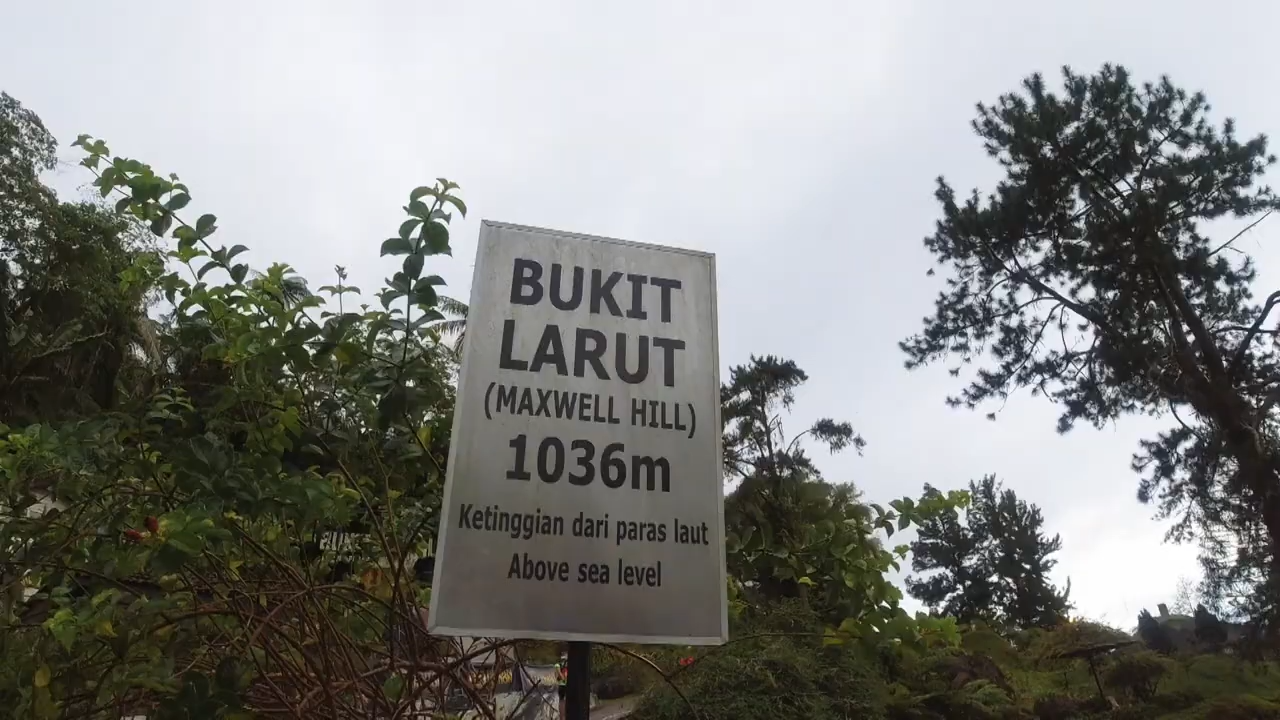 BUKIT
LARUT
(MAXWELL HILL)
1036m
Ketinggian dari paras laut
Above sea level